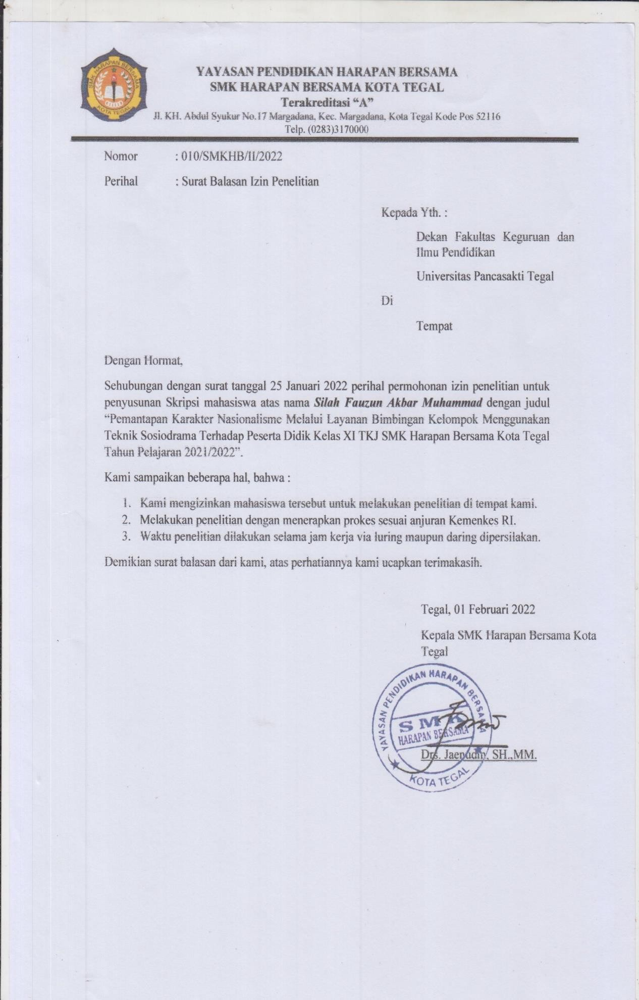 SMK HARAPAN BERSAMA
KOTA TEGAL
YAYASAN PENDIDIKAN HARAPAN BERSAMA
SMK HARAPAN BERSAMA KOTA TEGAL
Terakreditasi “A”
Jl. KH. Abdul Syukur No.17 Margadana, Kec. Margadana, Kota Tegal Kode Pos 52116
Telp. (0283)3170000
Nomor : 010/SMKHB/II/2022
Perihal : Surat Balasan Izin Penelitian
Kepada Yth. :
Dekan Fakultas Keguruan dan
Ilmu Pendidikan
Universitas Pancasakti Tegal
Di
Tempat
Dengan Hormat,
Sehubungan dengan surat tanggal 25 Januari 2022 perihal permohonan izin penelitian untuk
penyusunan Skripsi mahasiswa atas nama Silah Fauzun Akbar Muhammad dengan judul
“Pemantapan Karakter Nasionalisme Melalui Layanan Bimbingan Kelompok Menggunakan
Teknik Sosiodrama Terhadap Peserta Didik Kelas XI TKJ SMK Harapan Bersama Kota Tegal
Tahun Pelajaran 2021/2022”.
Kami sampaikan beberapa hal, bahwa :
1. Kami mengizinkan mahasiswa tersebut untuk melakukan penelitian di tempat kami.
2. Melakukan penelitian dengan menerapkan prokes sesuai anjuran Kemenkes RI.
3. Waktu penelitian dilakukan selama jam kerja via luring maupun daring dipersilakan.
Demikian surat balasan dari kami, atas perhatiannya kami ucapkan terimakasih.
Tegal, 01 Februari 2022
Kepala SMK Harapan Bersama Kota
Tegal
YAYASAN PENDIDIKAN HARAPAN BERSAMA
SMK
HARAPAN BERSAMA
KOTA TEGAL
Drs. Jaenudin, SH.,MM.